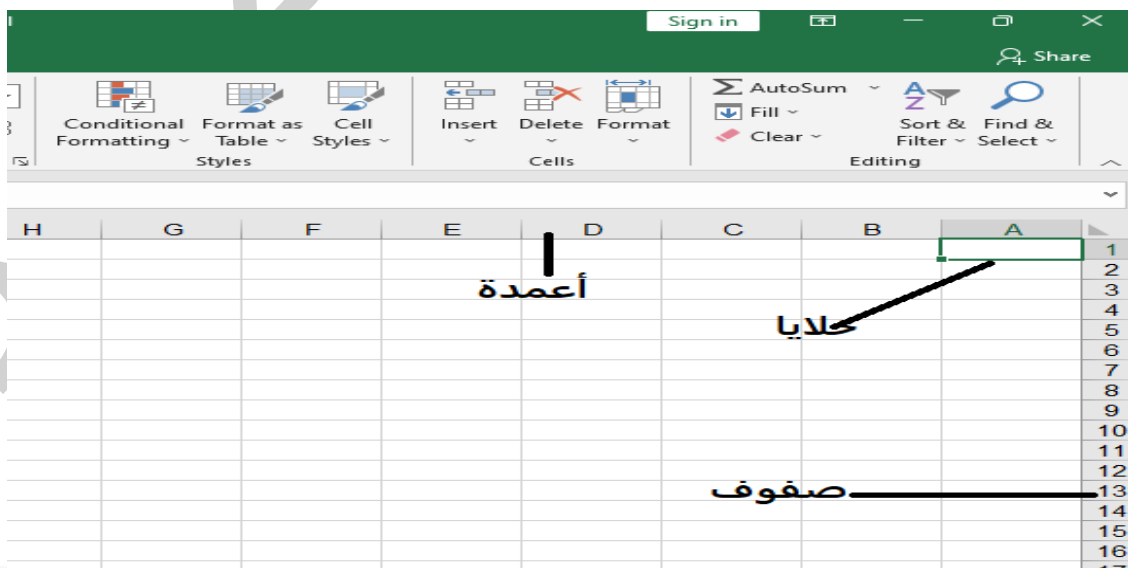 Sign in
Share
Conditional Formatting
Format as Table
Cell Styles
Styles
Insert
Delete
Format
Cells
AutoSum
Fill
Clear
Sort & Filter
Find & Select
Editing
H G F E D C B A
1
2
أعمدة
3
4
خلايا
5
6
7
8
9
10
11
12
صفوف
13
14
15
16